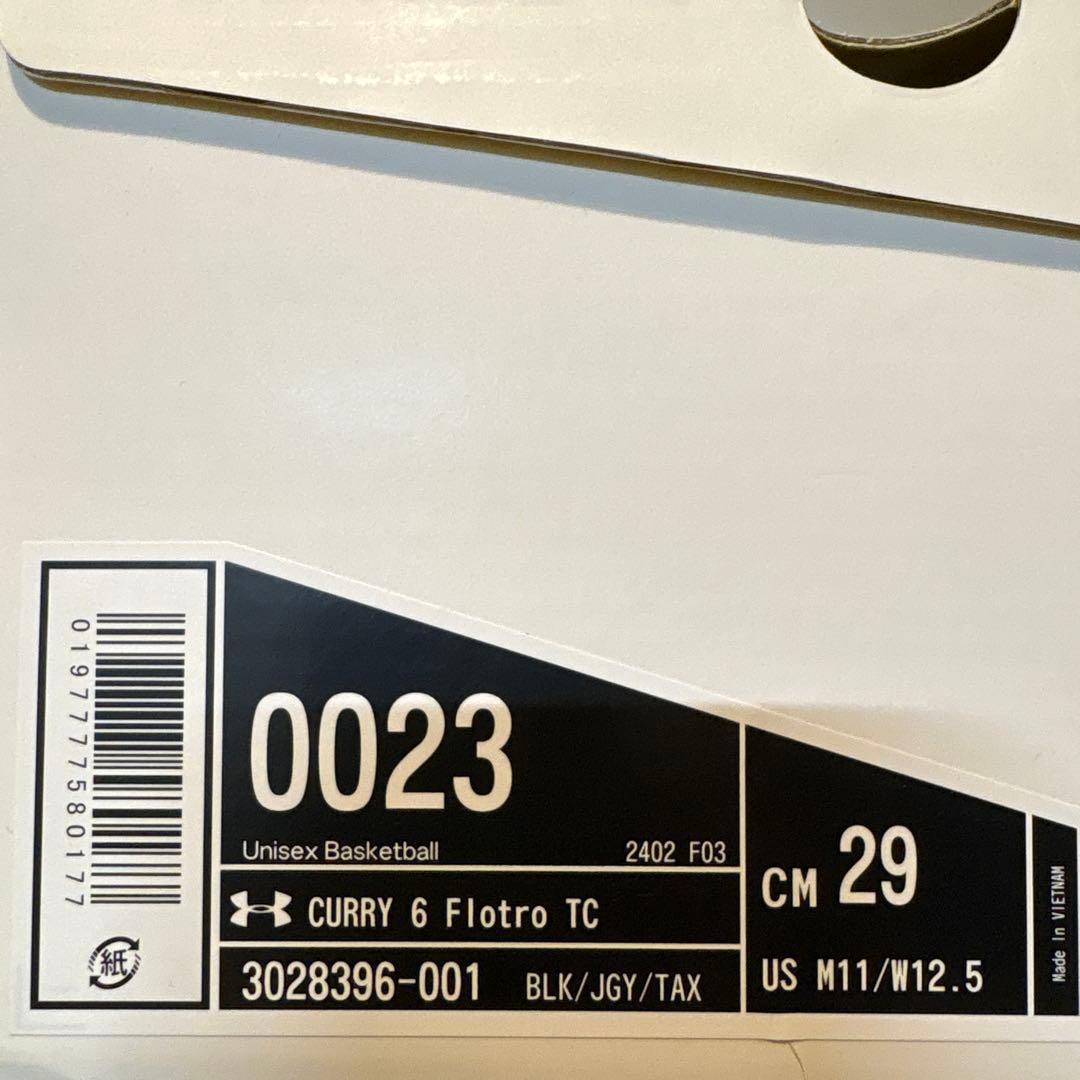 0197777580177
紙
0023
Unisex Basketball 2402 F03
CURRY 6 Flotro TC
3028396-001 BLK/JGY/TAX
CM 29
US M11/W12.5
Made In VIETNAM